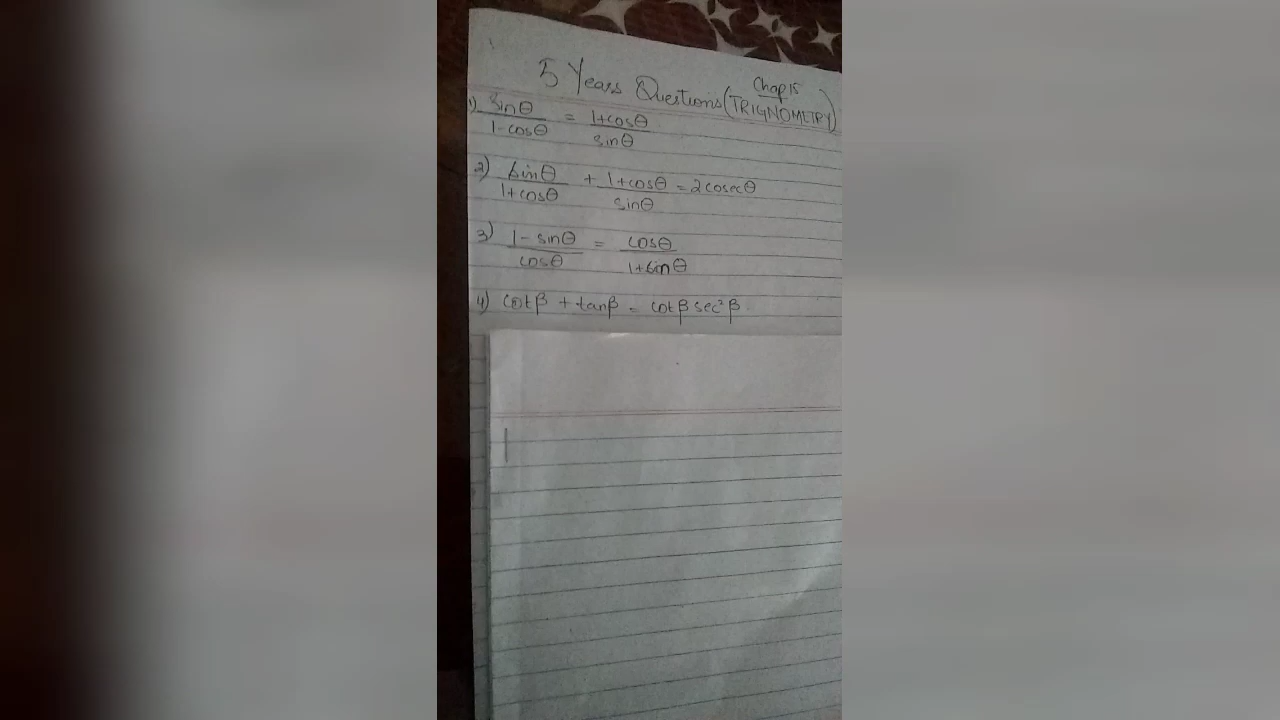 Chap 15
5 Years Questions (TRIGNOMETRY)
1) sinθ/1-cosθ = 1+cosθ/sinθ
2) sinθ/1+cosθ + 1+cosθ/sinθ = 2cosecθ
3) 1-sinθ/cosθ = cosθ/1+sinθ
4) cotβ + tanβ = cotβ sec²β